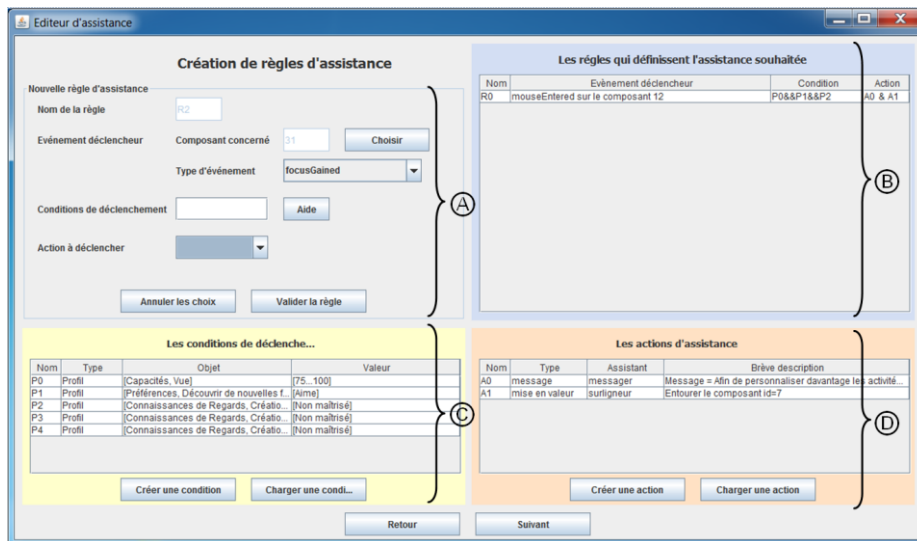 Editeur d'assistance
Création de règles d'assistance
Nouvelle règle d'assistance
Nom de la règle R2
Evénement déclencheur Composant concerné 31 Choisir
Type d'événement focusGained
Conditions de déclenchement Aide
Action à déclencher
Annuler les choix Valider la règle
A
Les régles qui définissent l'assistance souhaitée
Nom Evènement déclencheur Condition Action
R0 mouseEntered sur le composant 12 P0&&P1&&P2 A0 & A1
B
Les conditions de déclenche...
Nom Type Objet Valeur
P0 Profil [Capacités, Vue] [75...100]
P1 Profil [Préférences, Découvrir de nouvelles f... [Aime]
P2 Profil [Connaissances de Regards, Créatio... [Non maîtrisé]
P3 Profil [Connaissances de Regards, Créatio... [Non maîtrisé]
P4 Profil [Connaissances de Regards, Créatio... [Non maîtrisé]
Créer une condition Charger une condi...
C
Les actions d'assistance
Nom Type Assistant Brève description
A0 message messager Message = Afin de personnaliser davantage les activité...
A1 mise en valeur surligneur Entourer le composant id=7
Créer une action Charger une action
D
Retour Suivant